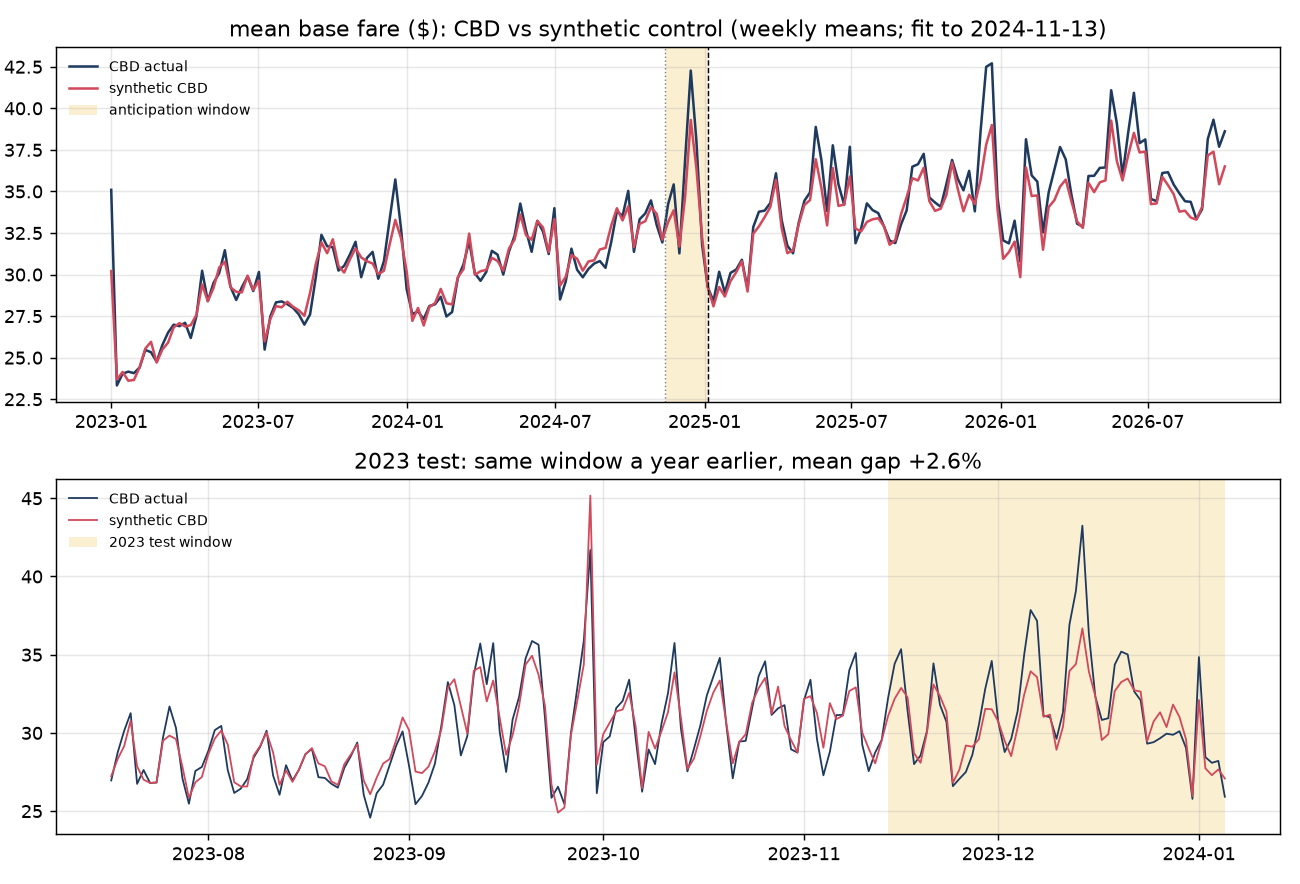 mean base fare ($): CBD vs synthetic control (weekly means; fit to 2024-11-13)
42.5
40.0
37.5
35.0
32.5
30.0
27.5
25.0
22.5
CBD actual
synthetic CBD
anticipation window
2023-01 2023-07 2024-01 2024-07 2025-01 2025-07 2026-01 2026-07
2023 test: same window a year earlier, mean gap +2.6%
45
40
35
30
25
CBD actual
synthetic CBD
2023 test window
2023-08 2023-09 2023-10 2023-11 2023-12 2024-01